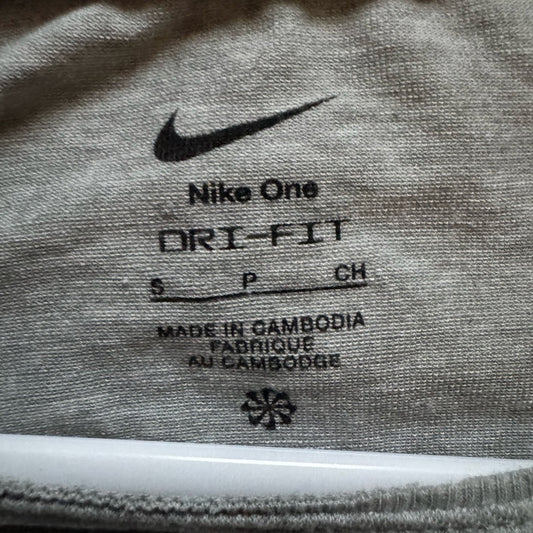 Nike One
DRI-FIT
S P CH
MADE IN CAMBODIA
FABRIQUE
AU CAMBODGE